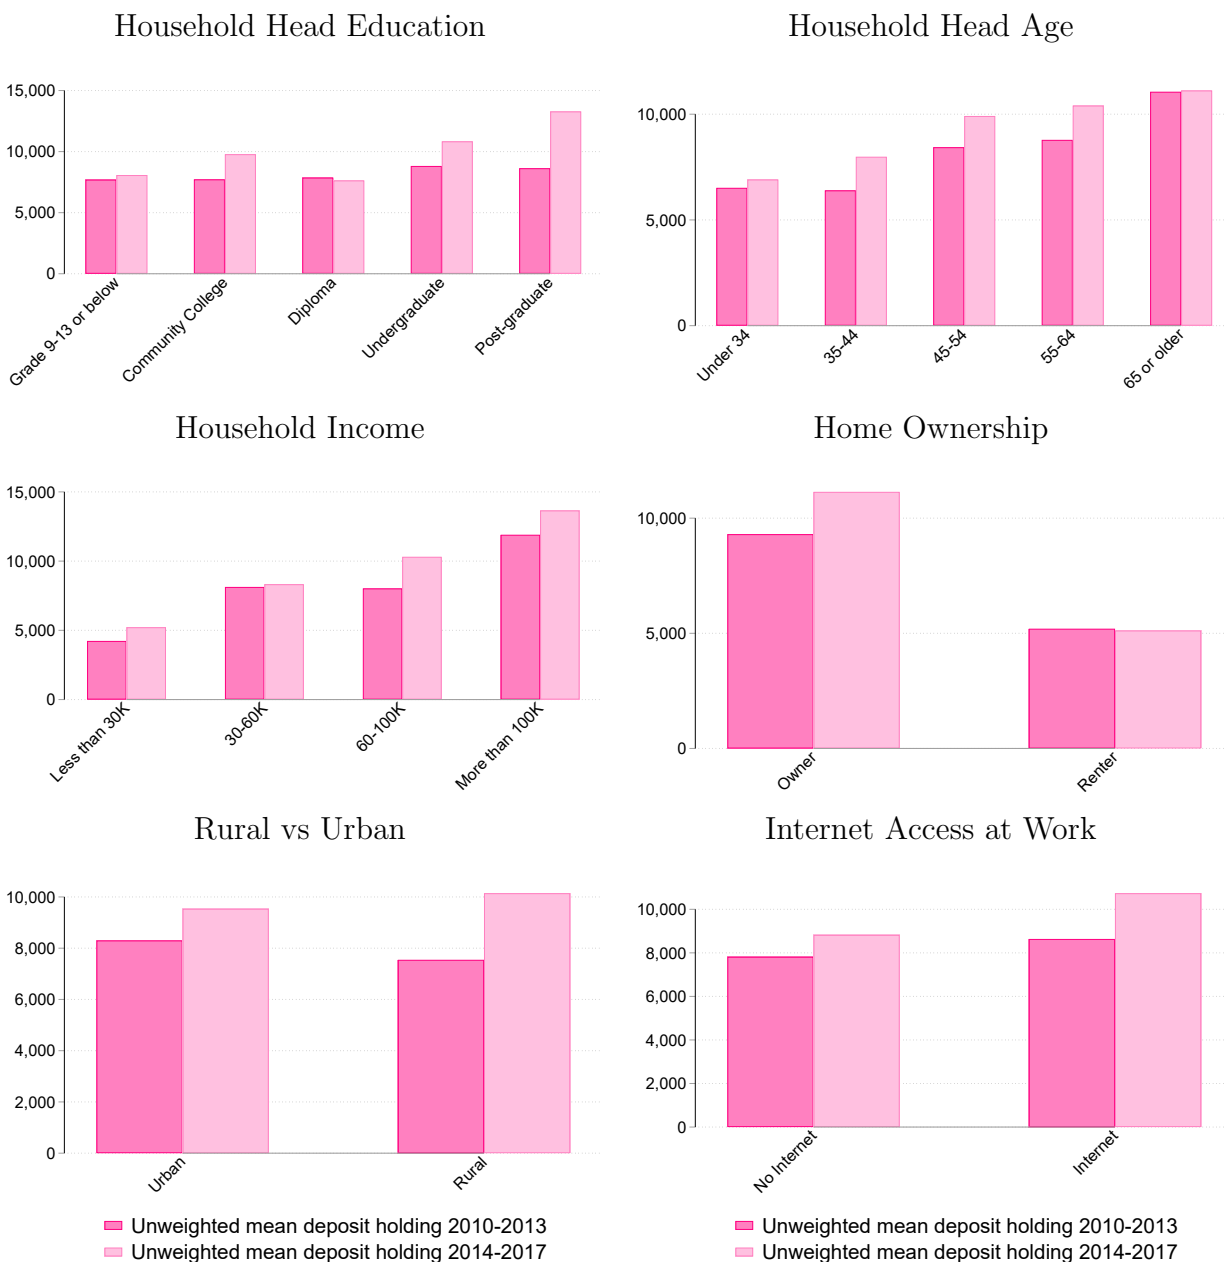 Household Head Education
15,000
10,000
5,000
0
Grade 9-13 or below
Community College
Diploma
Undergraduate
Post-graduate
Household Head Age
10,000
5,000
0
Under 34
35-44
45-54
55-64
65 or older
Household Income
15,000
10,000
5,000
0
Less than 30K
30-60K
60-100K
More than 100K
Home Ownership
10,000
5,000
0
Owner
Renter
Rural vs Urban
10,000
8,000
6,000
4,000
2,000
0
Urban
Rural
Unweighted mean deposit holding 2010-2013
Unweighted mean deposit holding 2014-2017
Internet Access at Work
10,000
8,000
6,000
4,000
2,000
0
No Internet
Internet
Unweighted mean deposit holding 2010-2013
Unweighted mean deposit holding 2014-2017